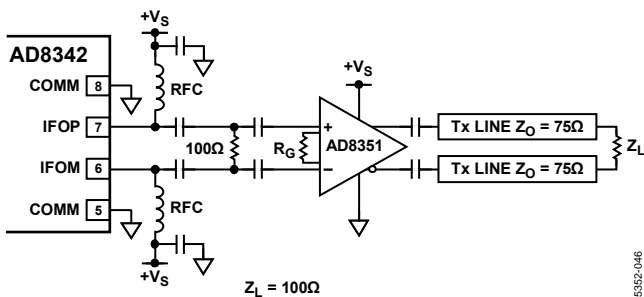 +VS
AD8342
COMM 8
RFC
+VS
IFOP 7
100Ω
RG
+
AD8351
−
Tx LINE ZO = 75Ω
ZL
IFOM 6
Tx LINE ZO = 75Ω
COMM 5
RFC
+VS
ZL = 100Ω
5352-046